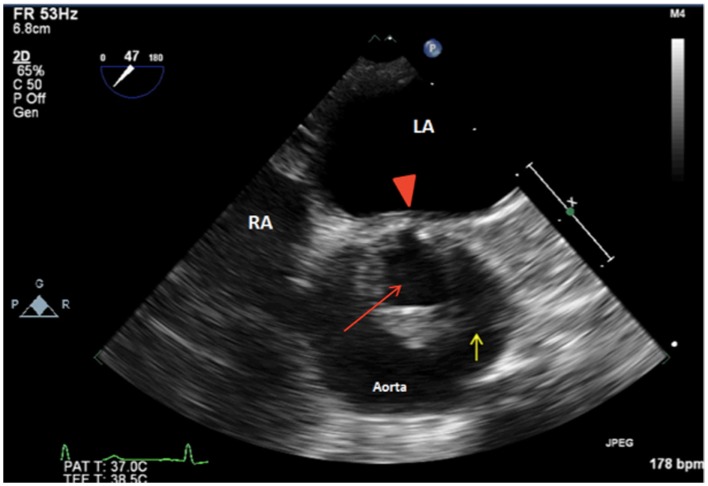 FR 53Hz
6.8cm
M4
2D
65%
C 50
P Off
Gen
0 47 180
P
LA
RA
x
G
P R
Aorta
JPEG
PAT T: 37.0C
TEE T: 38.5C
178 bpm